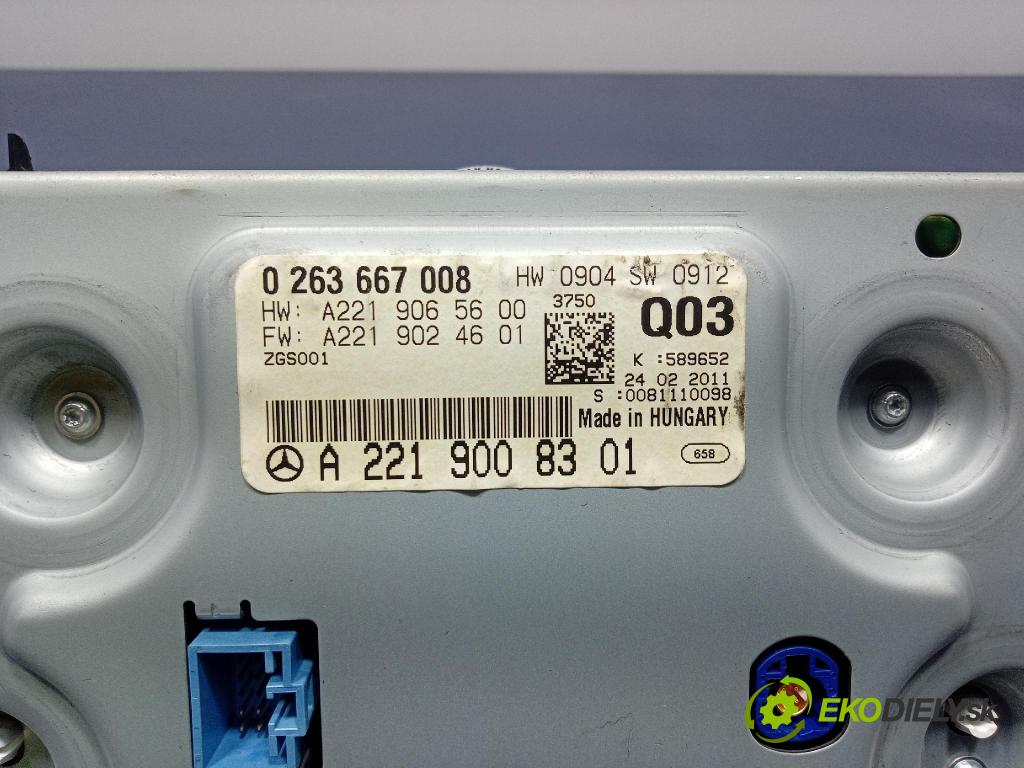 0 263 667 008 HW 0904 SW 0912
HW: A221 906 56 00 3750 Q03
FW: A221 902 46 01
ZGS001 K :589652
24 02 2011
S :0081110098
Made in HUNGARY
A 221 900 83 01 658
EKODIELY.SK